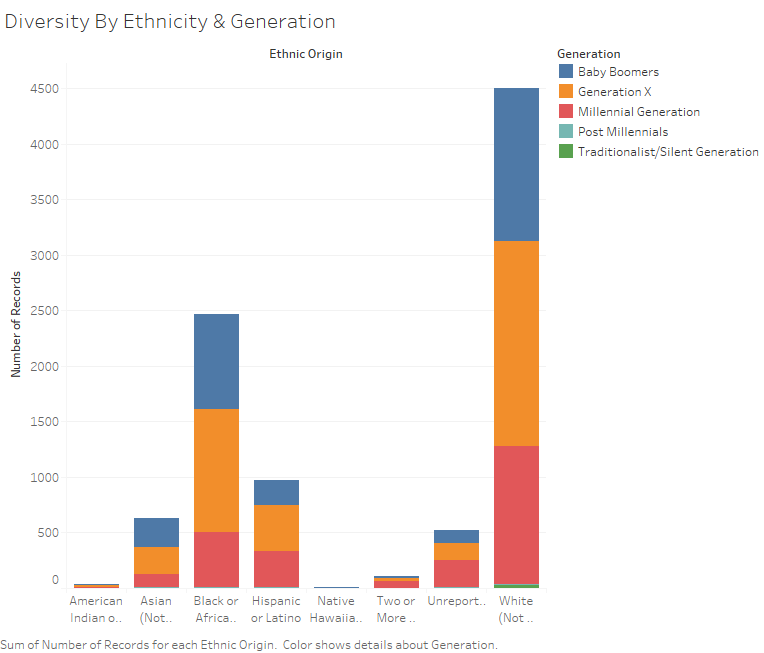 Diversity By Ethnicity & Generation
Ethnic Origin
Generation
Baby Boomers
Generation X
Millennial Generation
Post Millennials
Traditionalist/Silent Generation
Number of Records
4500
4000
3500
3000
2500
2000
1500
1000
500
0
American
Indian o..
Asian
(Not..
Black or
Africa..
Hispanic
or Latino
Native
Hawaiia..
Two or
More ..
Unreport..
White
(Not ..
Sum of Number of Records for each Ethnic Origin.  Color shows details about Generation.